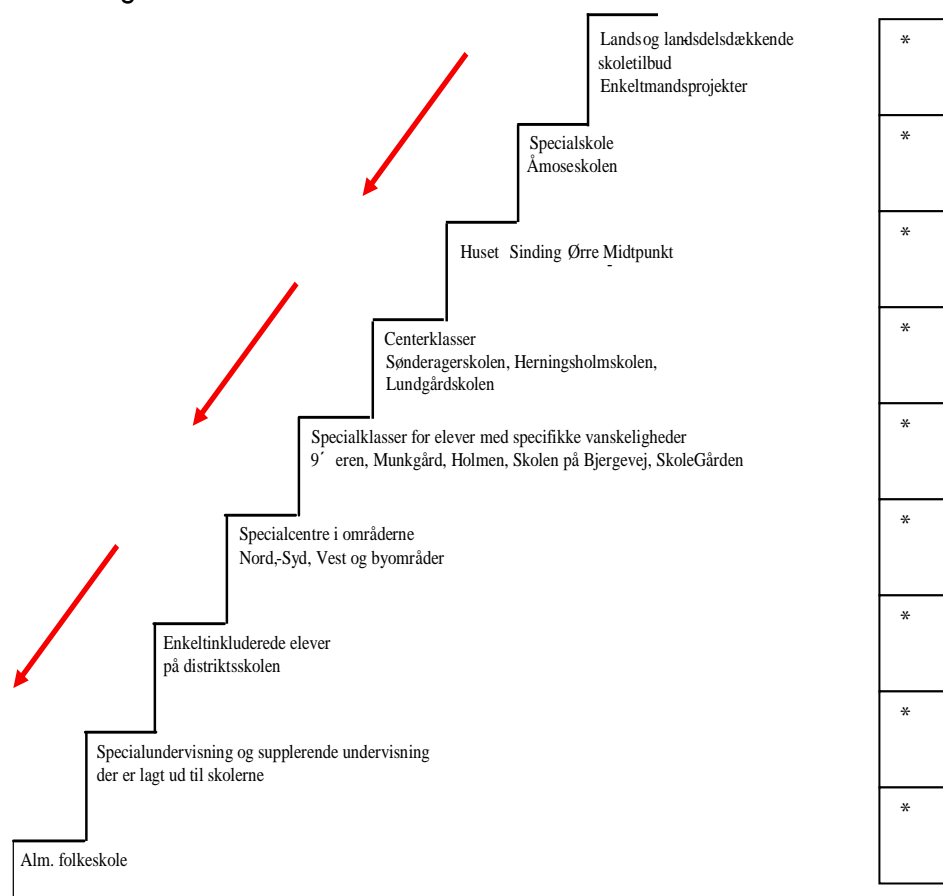 Lands og landsdelsdækkende
skoletilbud
Enkeltmandsprojekter
*
Specialskole
Åmoseskolen
*
Huset Sinding Ørre Midtpunkt
*
Centerklasser
Sønderagerskolen, Herningsholmskolen,
Lundgårdskolen
*
Specialklasser for elever med specifikke vanskeligheder
9´ eren, Munkgård, Holmen, Skolen på Bjergevej, SkoleGården
*
Specialcentre i områderne
Nord,-Syd, Vest og byområder
*
Enkeltinkluderede elever
på distriktsskolen
*
Specialundervisning og supplerende undervisning
der er lagt ud til skolerne
*
Alm. folkeskole
*